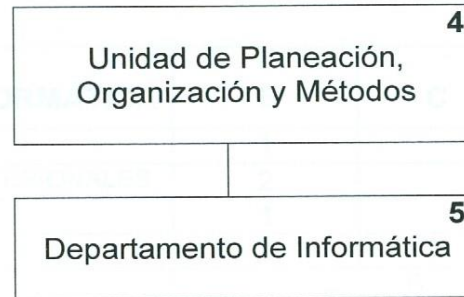 4
Unidad de Planeación,
Organización y Métodos
5
Departamento de Informática